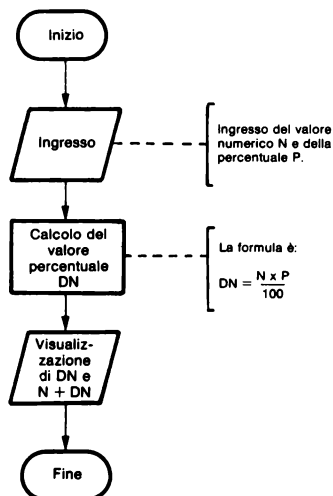 Inizio
Ingresso
Ingresso del valore
numerico N e della
percentuale P.
Calcolo del
valore
percentuale
DN
La formula è:
DN = N x P
100
Visualiz-
zazione
di DN e
N + DN
Fine